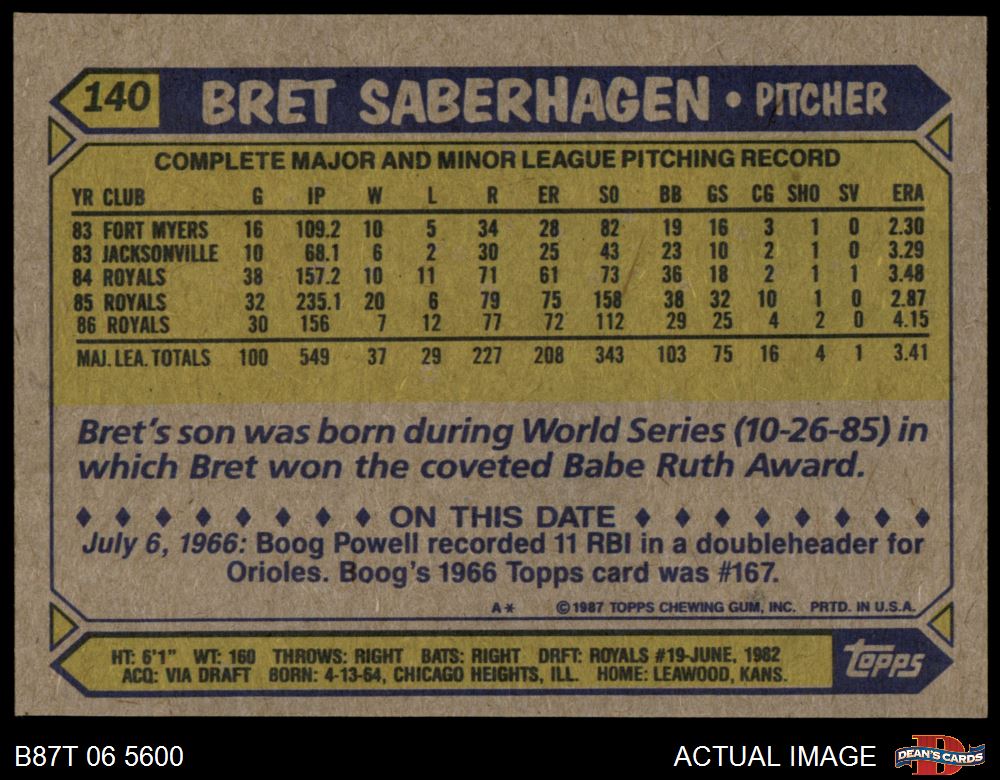 140 BRET SABERHAGEN • PITCHER
COMPLETE MAJOR AND MINOR LEAGUE PITCHING RECORD
YR CLUB G IP W L R ER SO BB GS CG SHO SV ERA
83 FORT MYERS 16 109.2 10 5 34 28 82 19 16 3 1 0 2.30
83 JACKSONVILLE 10 68.1 6 2 30 25 43 23 10 2 1 0 3.29
84 ROYALS 38 157.2 10 11 71 61 73 36 18 2 1 1 3.48
85 ROYALS 32 235.1 20 6 79 75 158 38 32 10 1 0 2.87
86 ROYALS 30 156 7 12 77 72 112 29 25 4 2 0 4.15
MAJ. LEA. TOTALS 100 549 37 29 227 208 343 103 75 16 4 1 3.41
Bret's son was born during World Series (10-26-85) in
which Bret won the coveted Babe Ruth Award.
♦ ♦ ♦ ♦ ♦ ♦ ♦ ♦ ON THIS DATE ♦ ♦ ♦ ♦ ♦ ♦ ♦ ♦
July 6, 1966: Boog Powell recorded 11 RBI in a doubleheader for
Orioles. Boog's 1966 Topps card was #167.
A* ©1987 TOPPS CHEWING GUM, INC. PRTD. IN U.S.A.
HT: 6'1" WT: 160 THROWS: RIGHT BATS: RIGHT DRFT: ROYALS #19-JUNE, 1982
ACQ: VIA DRAFT BORN: 4-13-64, CHICAGO HEIGHTS, ILL. HOME: LEAWOOD, KANS.
topps
B87T 06 5600 ACTUAL IMAGE DEAN'S CARDS